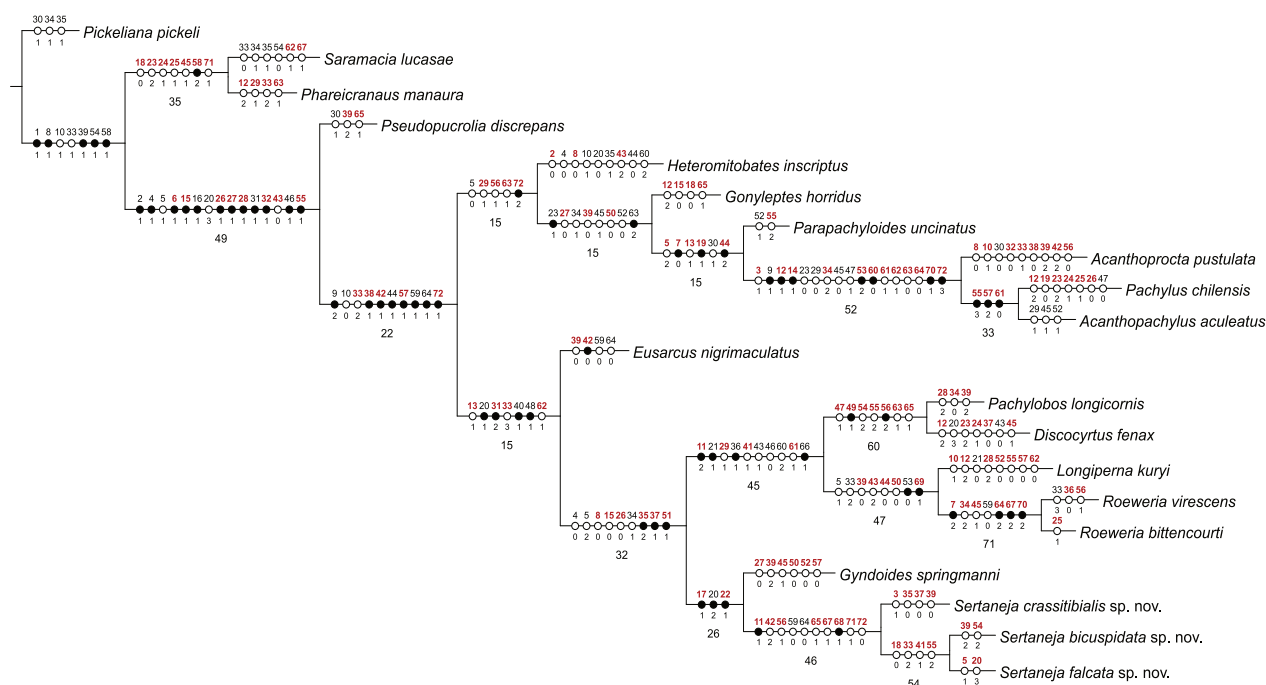 30 34 35
1 1 1
Pickeliana pickeli
18 23 24 25 45 58 71
0 2 1 1 1 2 1
35
33 34 35 54 62 67
0 1 1 0 1 1
Saramacia lucasae
12 29 33 63
2 1 2 1
Phareicranaus manaura
1 8 10 33 39 54 58
1 1 1 1 1 1 1
30 39 65
1 2 1
Pseudopucrolia discrepans
2 4 5 6 15 16 20 26 27 28 31 32 43 46 55
1 1 1 1 1 1 3 1 1 1 1 1 0 1 1
49
5 29 56 63 72
0 1 1 1 2
15
2 4 8 10 20 35 43 44 60
0 0 0 1 0 1 2 0 2
Heteromitobates inscriptus
23 27 34 39 45 50 52 63
1 0 1 0 1 0 0 2
15
12 15 18 65
2 0 0 1
Gonyleptes horridus
5 7 13 19 30 44
2 0 1 1 1 2
15
52 55
1 2
Parapachyloides uncinatus
3 9 12 14 23 29 34 45 47 53 60 61 62 63 64 70 72
1 1 1 1 0 0 2 0 1 0 0 1 1 0 0 1 3
52
8 10 30 32 33 38 39 42 56
0 1 0 0 1 0 2 2 0
Acanthoprocta pustulata
55 57 61
3 2 0
33
12 19 23 24 25 26 47
2 0 2 1 1 0 0
Pachylus chilensis
29 45 52
1 1 1
Acanthopachylus aculeatus
9 10 33 38 42 44 57 59 64 72
2 0 2 1 1 1 1 1 1 1
22
39 42 59 64
0 0 0 0
Eusarcus nigrimaculatus
13 20 31 33 40 48 62
1 1 2 3 1 1 1
15
47 49 54 55 56 63 65
1 1 2 2 2 1 1
60
28 34 39
2 0 2
Pachylobos longicornis
12 20 23 24 37 43 45
2 3 2 1 0 0 1
Discocyrtus fenax
11 21 29 36 41 43 46 60 61 66
2 1 1 1 1 1 0 2 1 1
45
5 33 39 43 44 50 53 69
1 2 0 2 0 0 0 1
47
10 12 21 28 52 55 57 62
1 2 0 2 0 0 0 0
Longiperna kuryi
7 34 45 59 64 67 70
2 2 1 0 2 2 2
71
33 36 56
3 0 1
Roeweria virescens
25
1
Roeweria bittencourti
4 5 8 15 26 34 35 37 51
0 2 0 0 0 1 2 1 1
32
17 20 22
1 2 1
26
27 39 45 50 52 57
0 2 1 0 0 0
Gyndoides springmanni
11 42 56 59 64 65 67 68 71 72
1 2 1 0 0 1 1 1 1 0
46
3 35 37 39
1 0 0 0
Sertaneja crassitibialis sp. nov.
18 33 41 55
0 2 1 2
54
39 54
2 2
Sertaneja bicuspidata sp. nov.
5 20
1 3
Sertaneja falcata sp. nov.